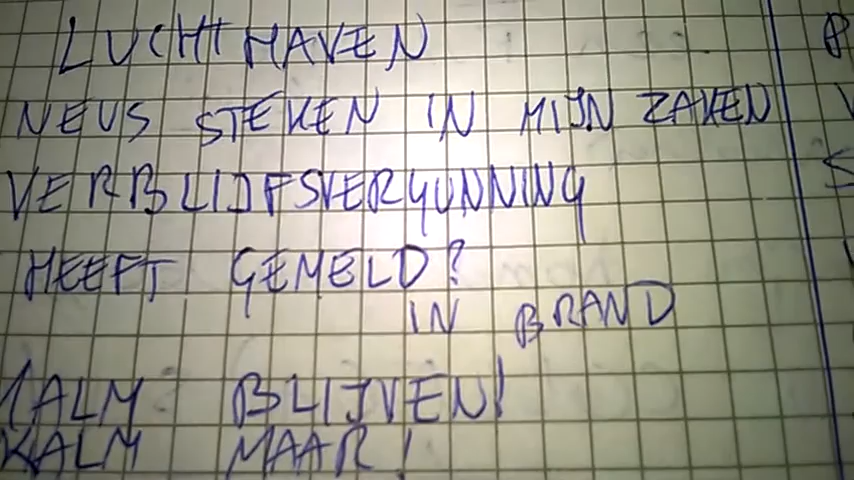 LUCHTHAVEN
NEUS STEKEN IN MIJN ZAKEN
VERBLIJFSVERGUNNING
HEEFT GEMELD?
IN BRAND
KALM BLIJVEN!
KALM MAAR!